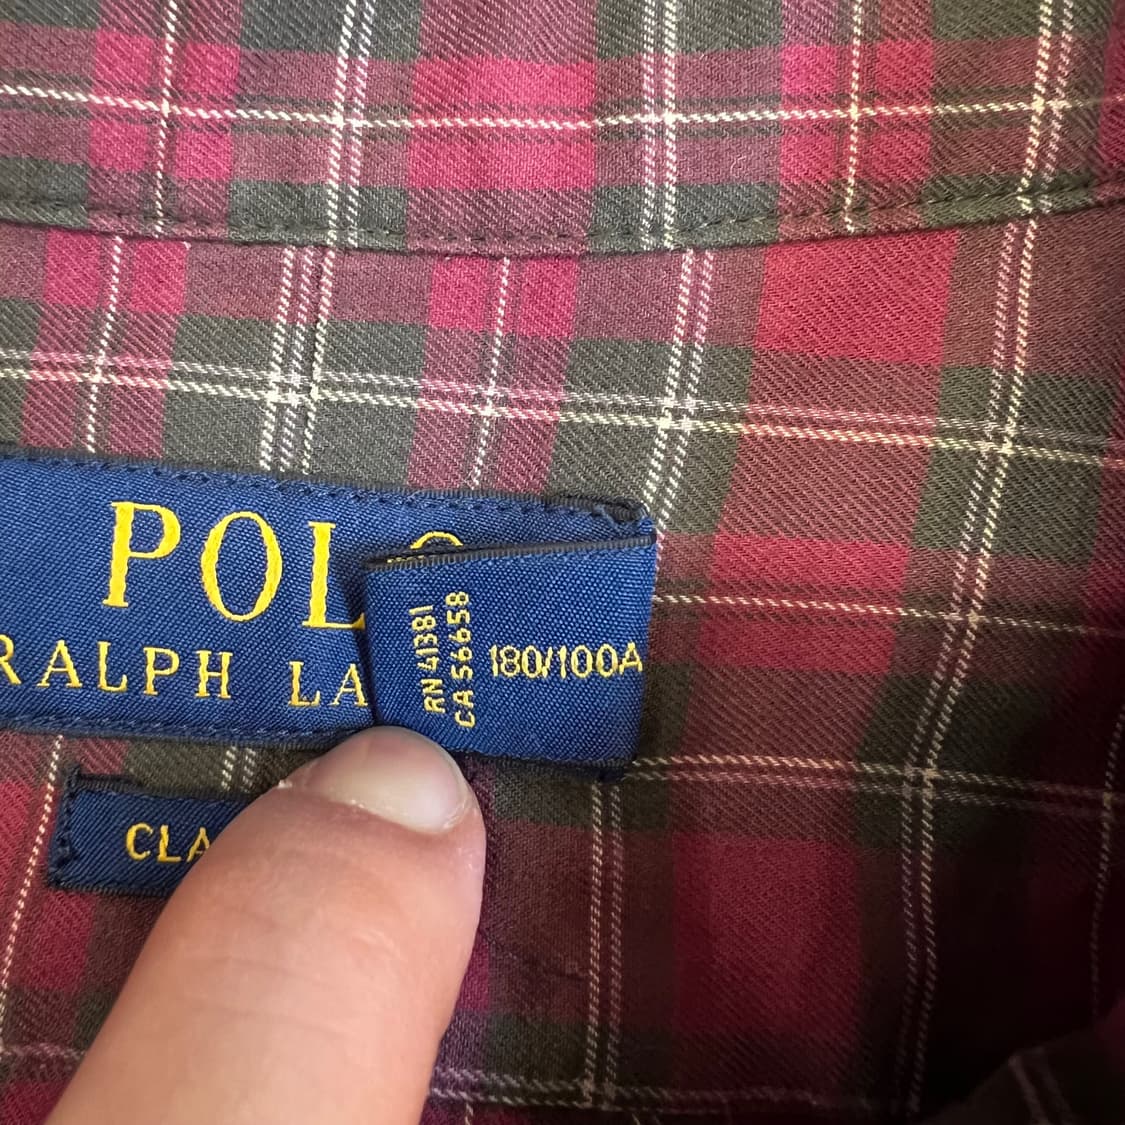 POL
RALPH LA
RN 41381
CA 56658
180/100A
CLA